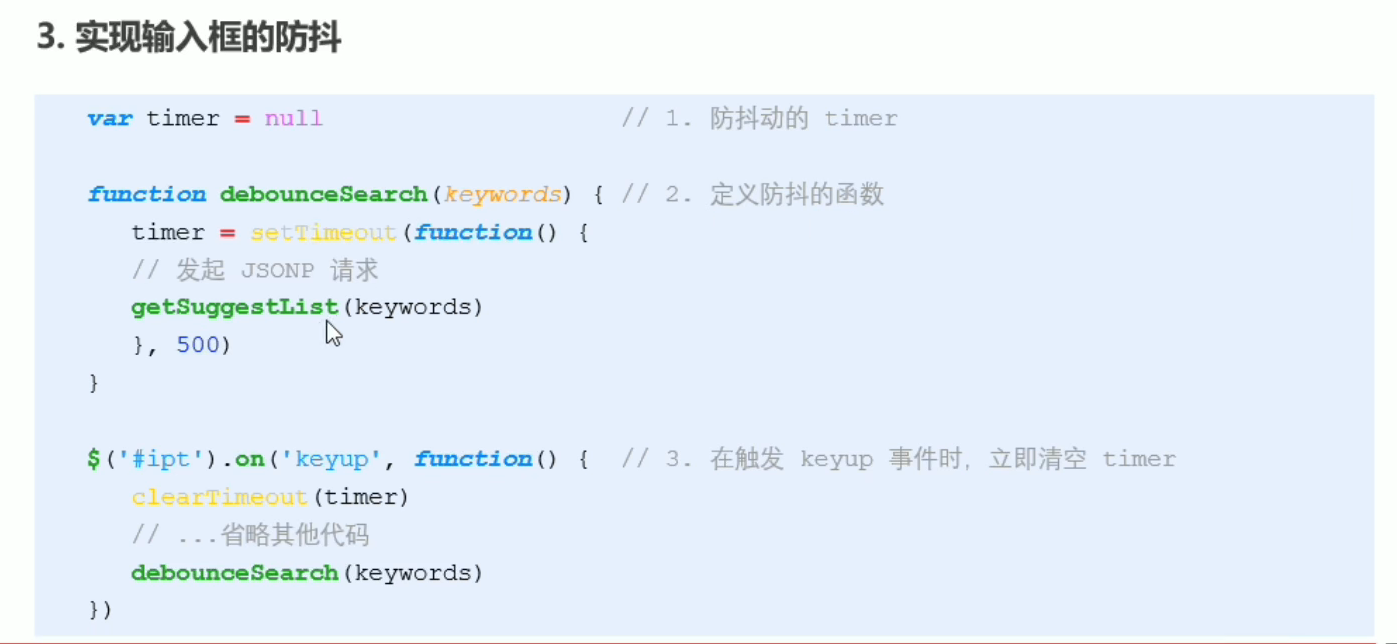 3. 实现输入框的防抖
var timer = null // 1. 防抖动的 timer
function debounceSearch(keywords) { // 2. 定义防抖的函数
timer = setTimeout(function() {
// 发起 JSONP 请求
getSuggestList(keywords)
}, 500)
}
$('#ipt').on('keyup', function() { // 3. 在触发 keyup 事件时，立即清空 timer
clearTimeout(timer)
// ...省略其他代码
debounceSearch(keywords)
})